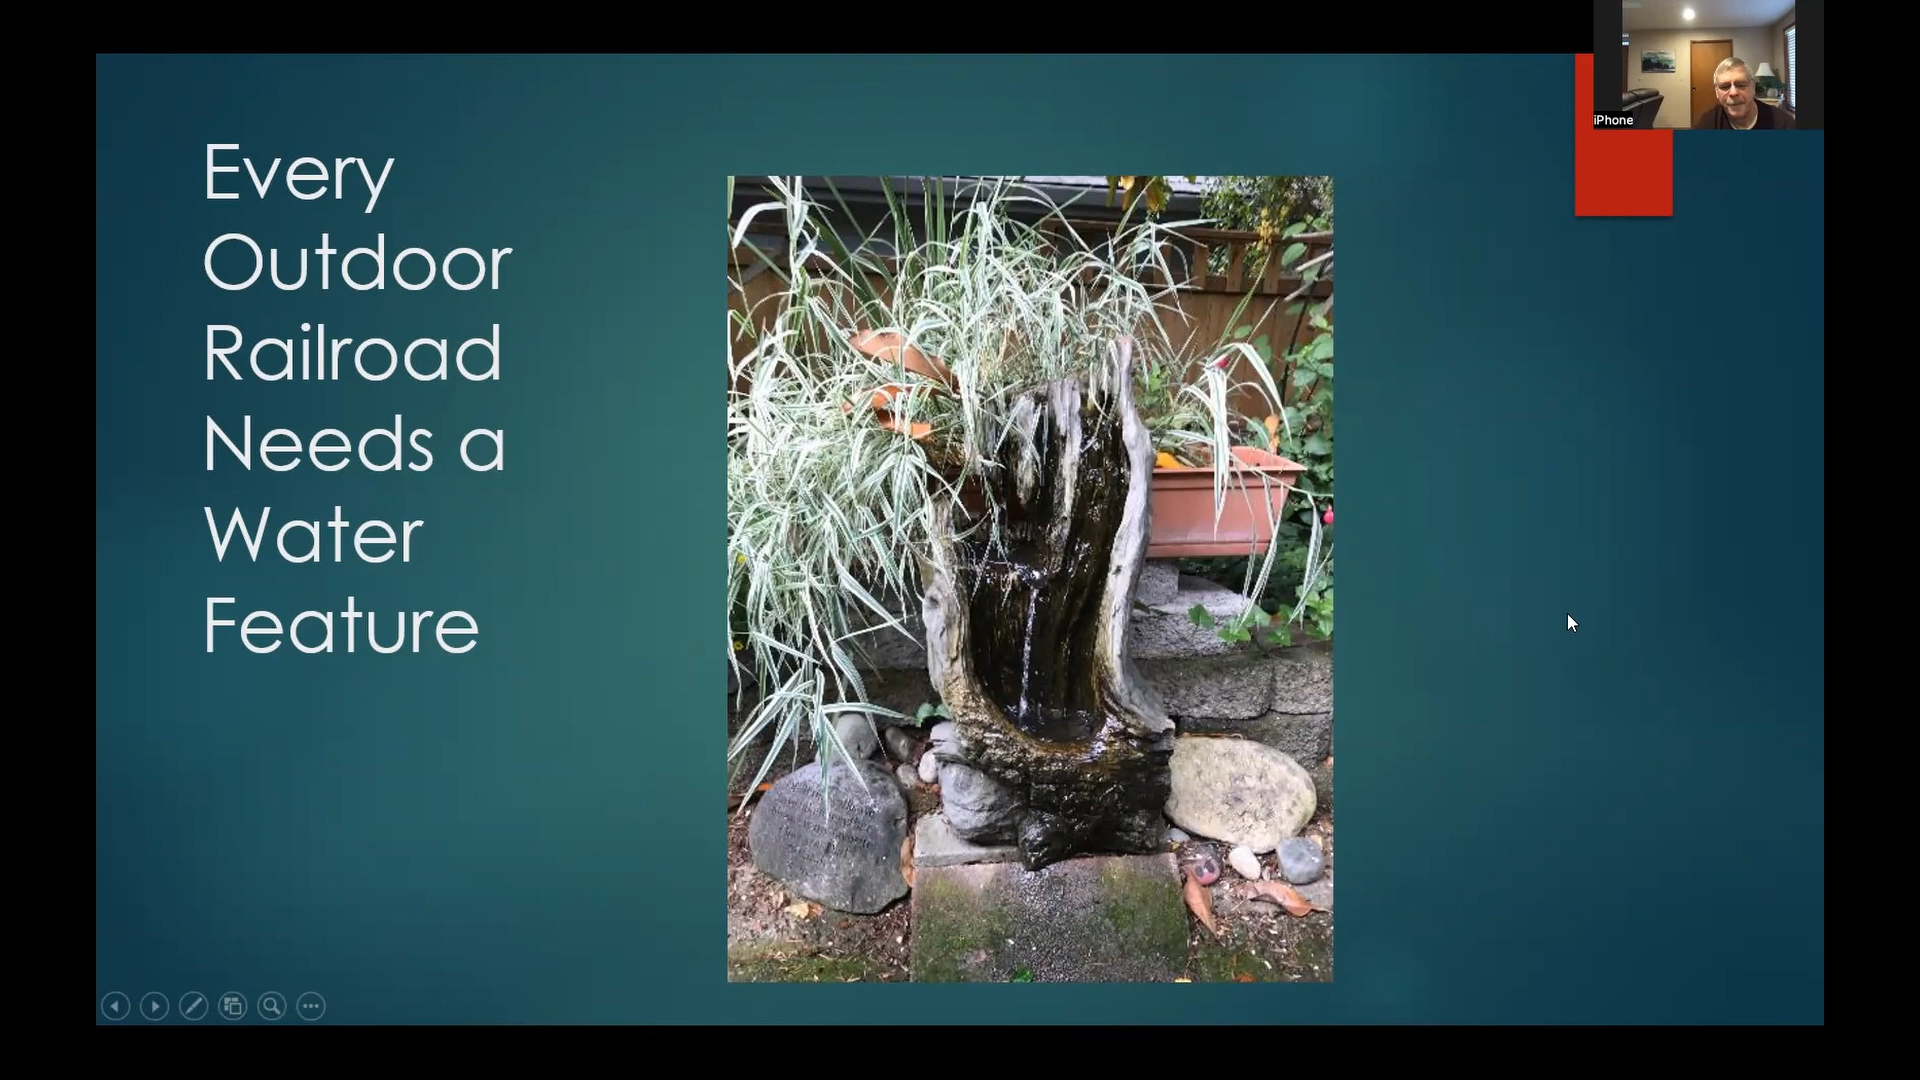 iPhone
Every
Outdoor
Railroad
Needs a
Water
Feature